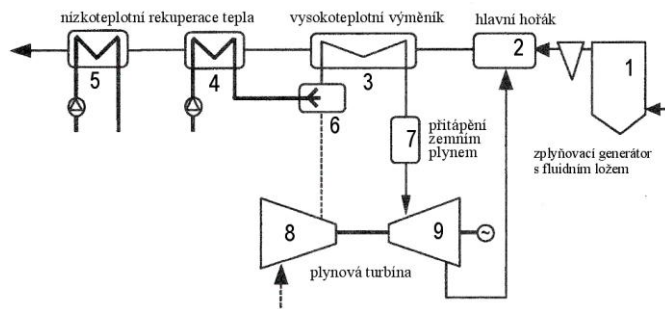 nízkoteplotní rekuperace tepla
vysokoteplotní výměník
hlavní hořák
5
4
3
2
1
6
7
přitápění
zemním
plynem
zplyňovací generátor
s fluidním ložem
8
9
~
plynová turbína